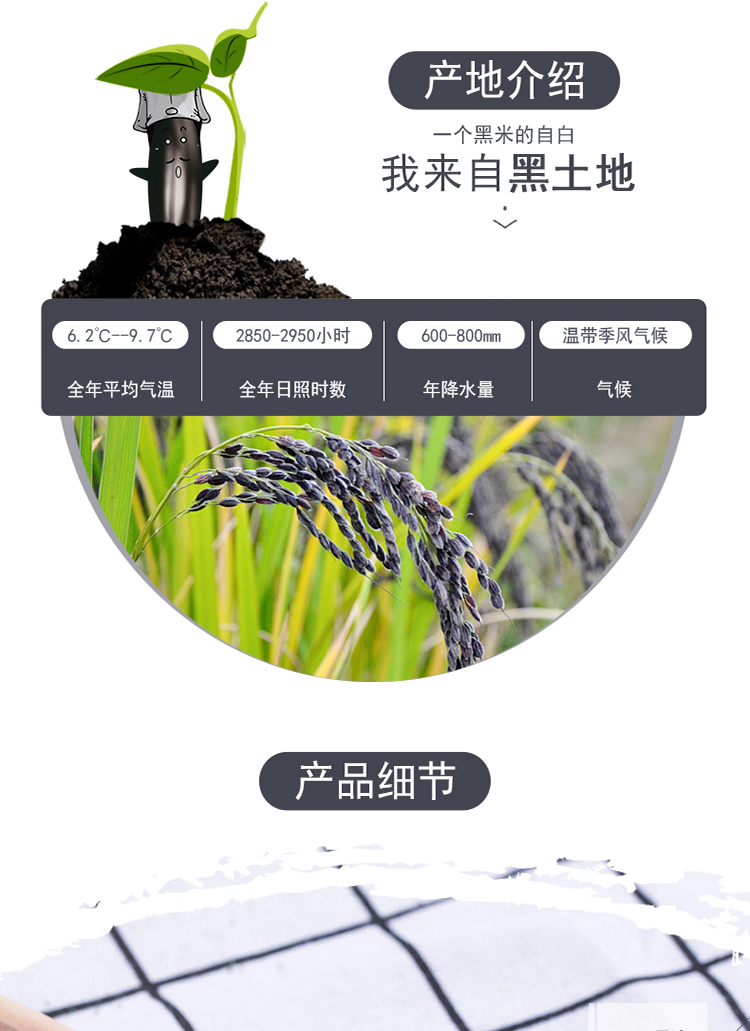 产地介绍
一个黑米的自白
我来自黑土地
6.2℃--9.7℃
2850-2950小时
600-800mm
温带季风气候
全年平均气温
全年日照时数
年降水量
气候
产品细节